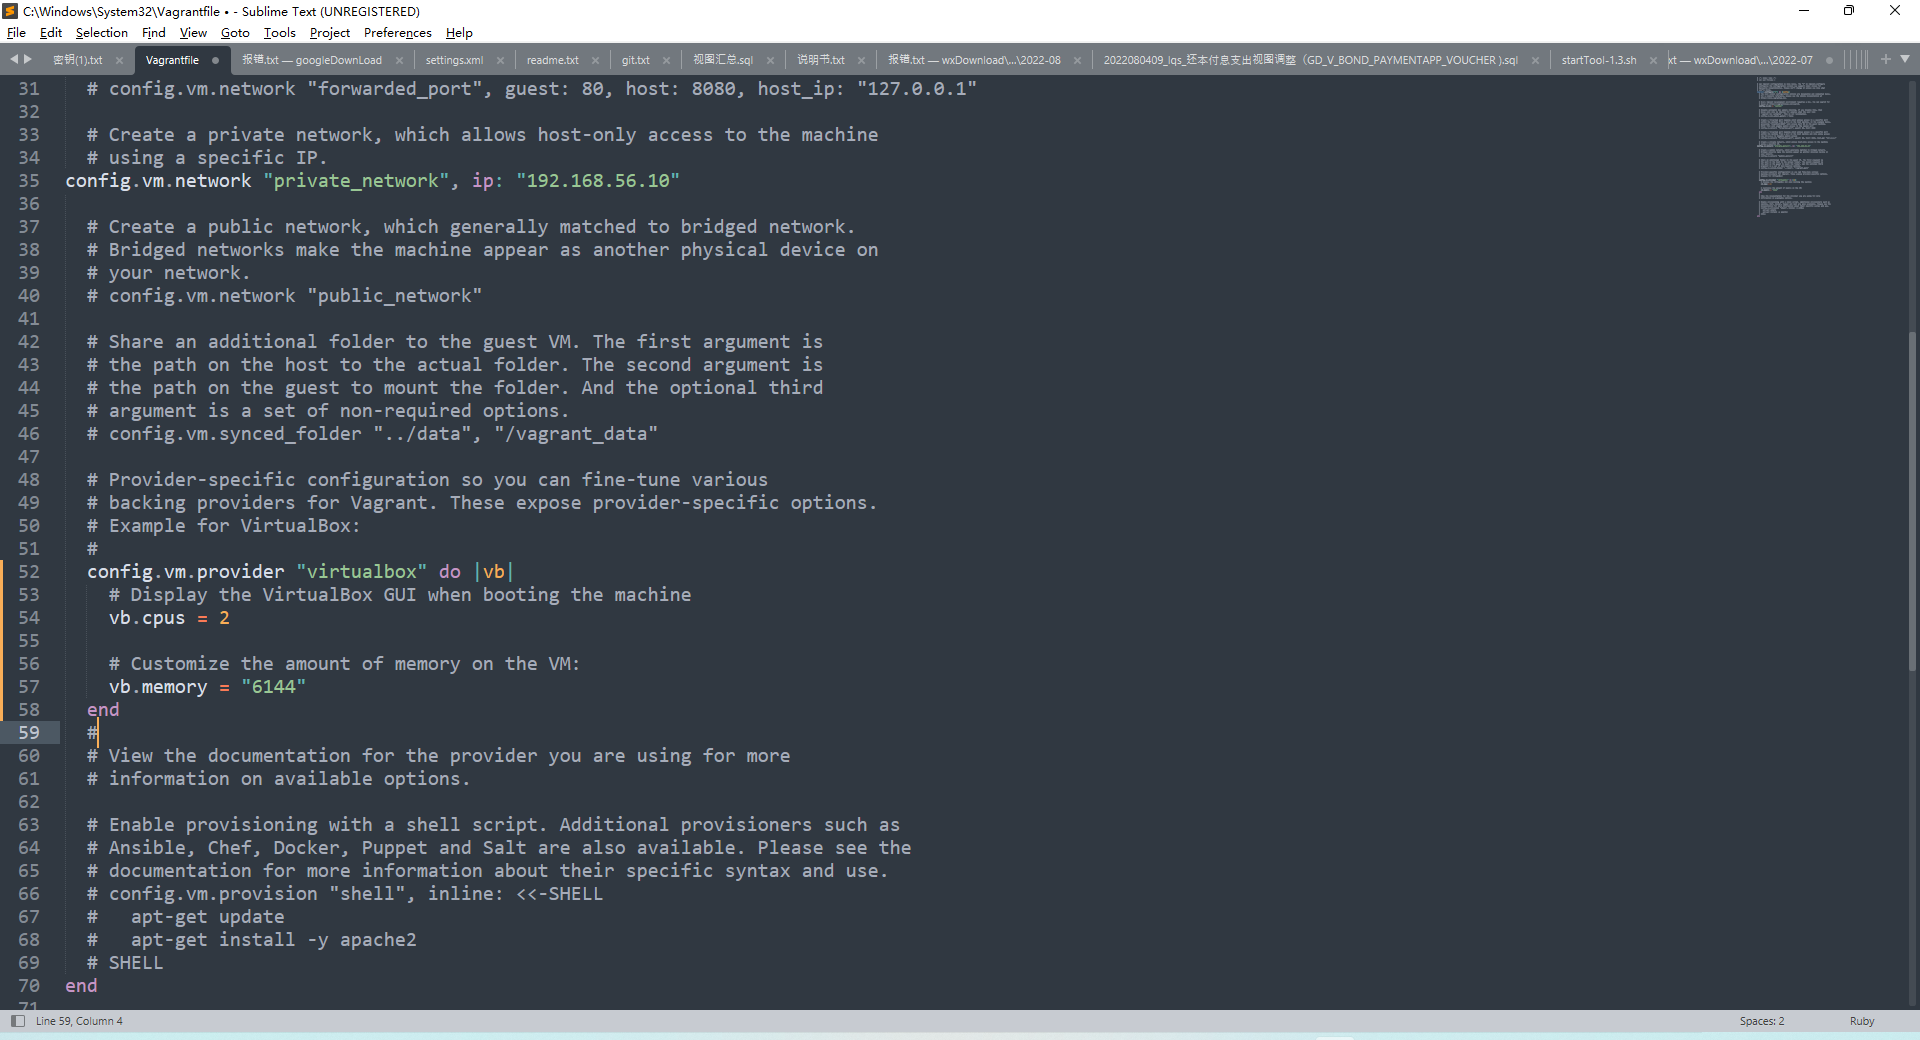 C:\Windows\System32\Vagrantfile • - Sublime Text (UNREGISTERED)
File Edit Selection Find View Goto Tools Project Preferences Help
密钥(1).txt Vagrantfile 报错.txt — googleDownLoad settings.xml readme.txt git.txt 视图汇总.sql 说明书.txt 报错.txt — wxDownload\...\2022-08 2022080409_lqs_还本付息支出视图调整（GD_V_BOND_PAYMENTAPP_VOUCHER ).sql startTool-1.3.sh xt — wxDownload\...\2022-07
31 # config.vm.network "forwarded_port", guest: 80, host: 8080, host_ip: "127.0.0.1"
32
33 # Create a private network, which allows host-only access to the machine
34 # using a specific IP.
35 config.vm.network "private_network", ip: "192.168.56.10"
36
37 # Create a public network, which generally matched to bridged network.
38 # Bridged networks make the machine appear as another physical device on
39 # your network.
40 # config.vm.network "public_network"
41
42 # Share an additional folder to the guest VM. The first argument is
43 # the path on the host to the actual folder. The second argument is
44 # the path on the guest to mount the folder. And the optional third
45 # argument is a set of non-required options.
46 # config.vm.synced_folder "../data", "/vagrant_data"
47
48 # Provider-specific configuration so you can fine-tune various
49 # backing providers for Vagrant. These expose provider-specific options.
50 # Example for VirtualBox:
51 #
52 config.vm.provider "virtualbox" do |vb|
53 # Display the VirtualBox GUI when booting the machine
54 vb.cpus = 2
55
56 # Customize the amount of memory on the VM:
57 vb.memory = "6144"
58 end
59 #
60 # View the documentation for the provider you are using for more
61 # information on available options.
62
63 # Enable provisioning with a shell script. Additional provisioners such as
64 # Ansible, Chef, Docker, Puppet and Salt are also available. Please see the
65 # documentation for more information about their specific syntax and use.
66 # config.vm.provision "shell", inline: <<-SHELL
67 #   apt-get update
68 #   apt-get install -y apache2
69 # SHELL
70 end
71
Line 59, Column 4 Spaces: 2 Ruby